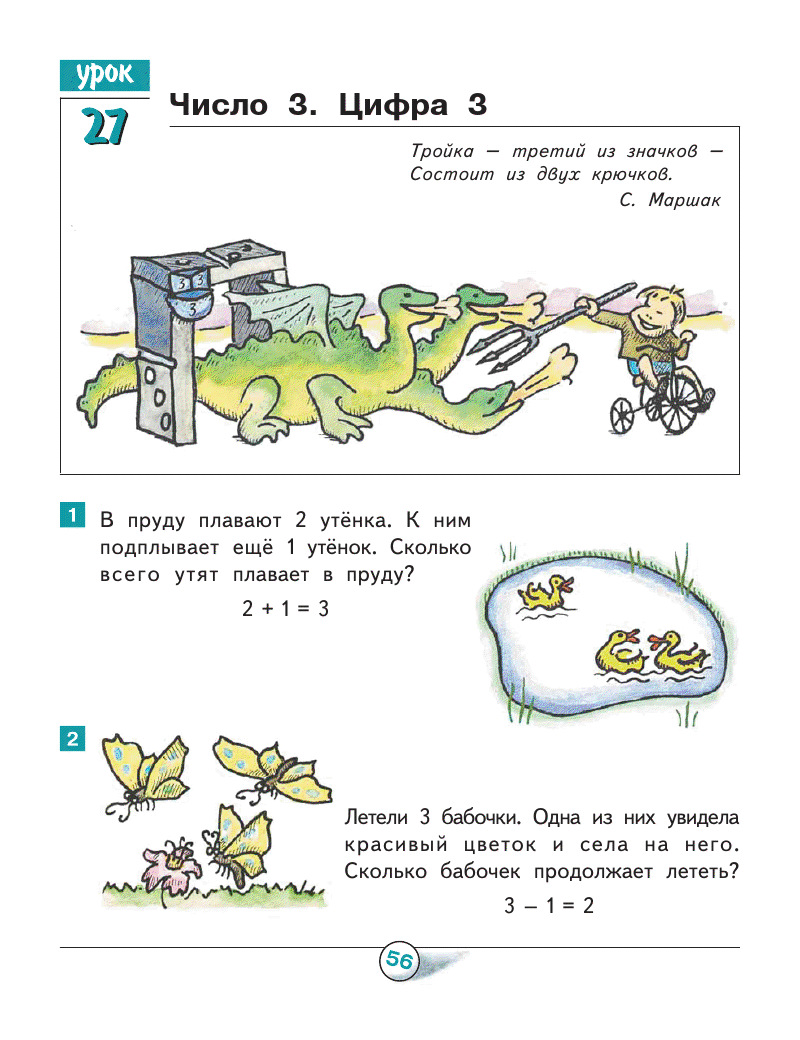 урок
27
Число 3. Цифра 3
Тройка – третий из значков –
Состоит из двух крючков.
С. Маршак
3 3
3
1
В пруду плавают 2 утёнка. К ним
подплывает ещё 1 утёнок. Сколько
всего утят плавает в пруду?
2 + 1 = 3
2
Летели 3 бабочки. Одна из них увидела
красивый цветок и села на него.
Сколько бабочек продолжает лететь?
3 – 1 = 2
56